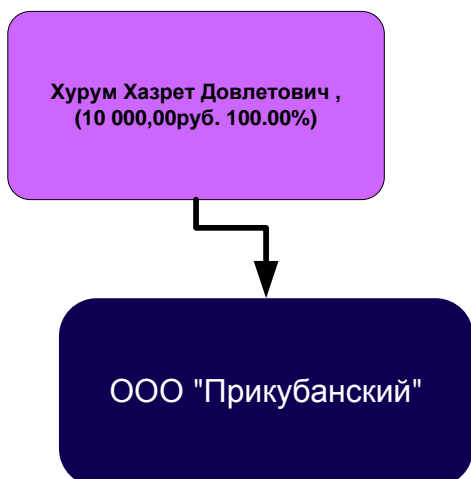 Хурум Хазрет Довлетович ,
(10 000,00руб. 100.00%)
ООО "Прикубанский"